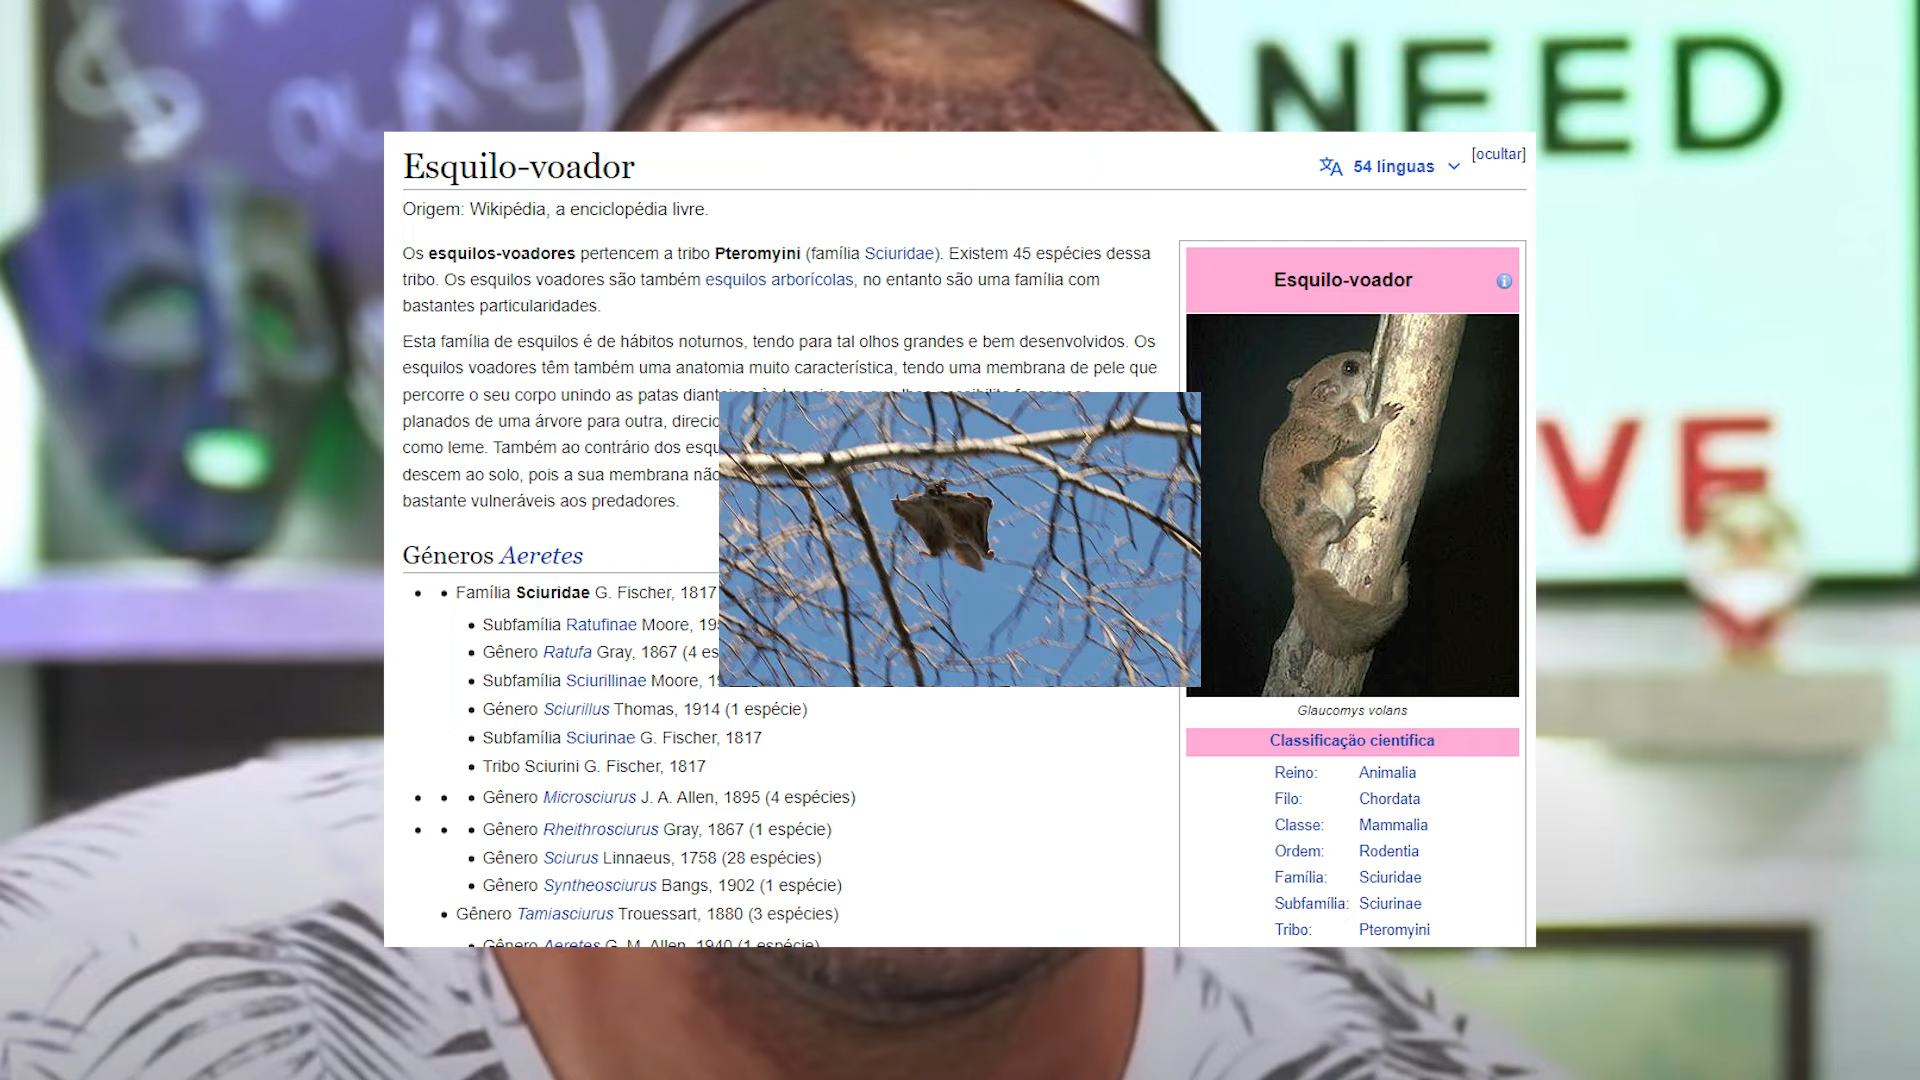 NEED
VE
Esquilo-voador
54 línguas
[ocultar]
Origem: Wikipédia, a enciclopédia livre.
Os esquilos-voadores pertencem a tribo Pteromyini (família Sciuridae). Existem 45 espécies dessa
tribo. Os esquilos voadores são também esquilos arborícolas, no entanto são uma família com
bastantes particularidades.
Esta família de esquilos é de hábitos noturnos, tendo para tal olhos grandes e bem desenvolvidos. Os
esquilos voadores têm também uma anatomia muito característica, tendo uma membrana de pele que
percorre o seu corpo unindo as patas
planados de uma árvore para outra,
como leme. Também ao contrário dos
descem ao solo, pois a sua membrana
bastante vulneráveis aos predadores.
Géneros Aeretes
Família Sciuridae G. Fischer, 1817
Subfamília Ratufinae Moore,
Gênero Ratufa Gray, 1867 (4
Subfamília Sciurillinae Moore,
Género Sciurillus Thomas, 1914 (1 espécie)
Subfamília Sciurinae G. Fischer, 1817
Tribo Sciurini G. Fischer, 1817
Gênero Microsciurus J. A. Allen, 1895 (4 espécies)
Gênero Rheithrosciurus Gray, 1867 (1 espécie)
Gênero Sciurus Linnaeus, 1758 (28 espécies)
Gênero Syntheosciurus Bangs, 1902 (1 espécie)
Gênero Tamiasciurus Trouessart, 1880 (3 espécies)
Gênero Aeretes G. M. Allen, 1940 (1 espécie)
Esquilo-voador
Glaucomys volans
Classificação científica
Reino: Animalia
Filo: Chordata
Classe: Mammalia
Ordem: Rodentia
Família: Sciuridae
Subfamília: Sciurinae
Tribo: Pteromyini